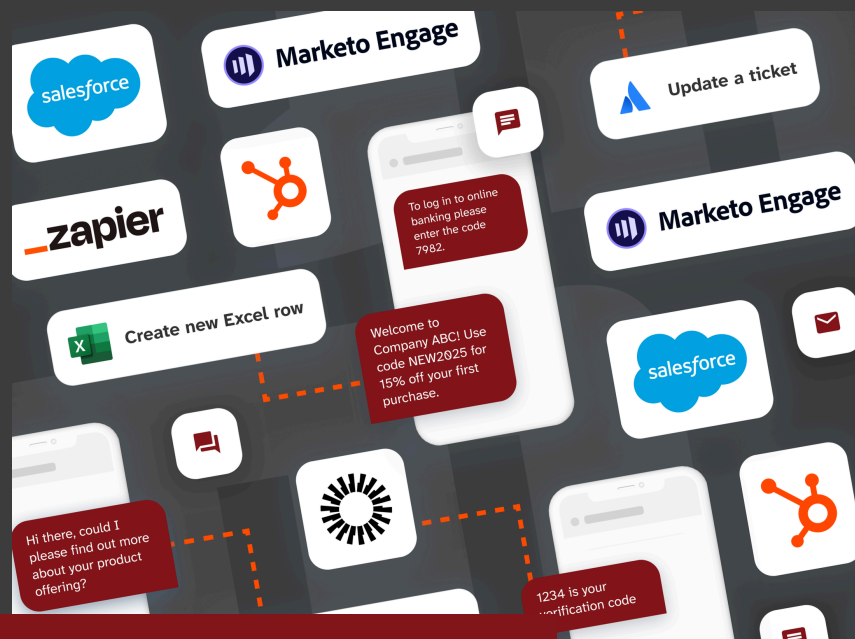 salesforce
Marketo Engage
Update a ticket
_zapier
To log in to online
banking please
enter the code
7982.
Marketo Engage
X
Create new Excel row
Welcome to
Company ABC! Use
code NEW2025 for
15% off your first
purchase.
salesforce
Hi there, could I
please find out more
about your product
offering?
1234 is your
verification code